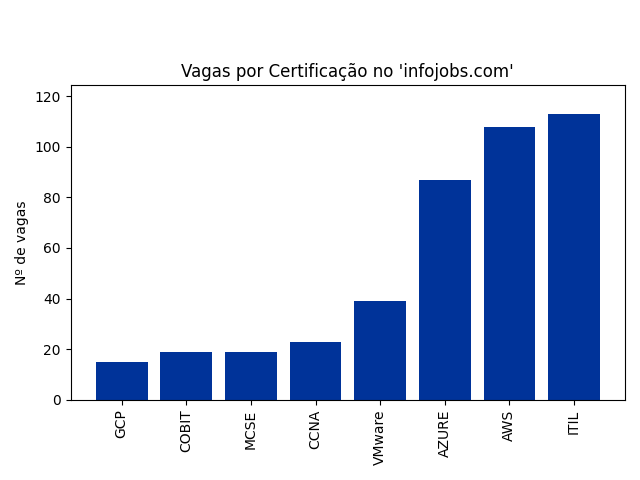 Vagas por Certificação no 'infojobs.com'
Nº de vagas
120
100
80
60
40
20
0
GCP
COBIT
MCSE
CCNA
VMware
AZURE
AWS
ITIL